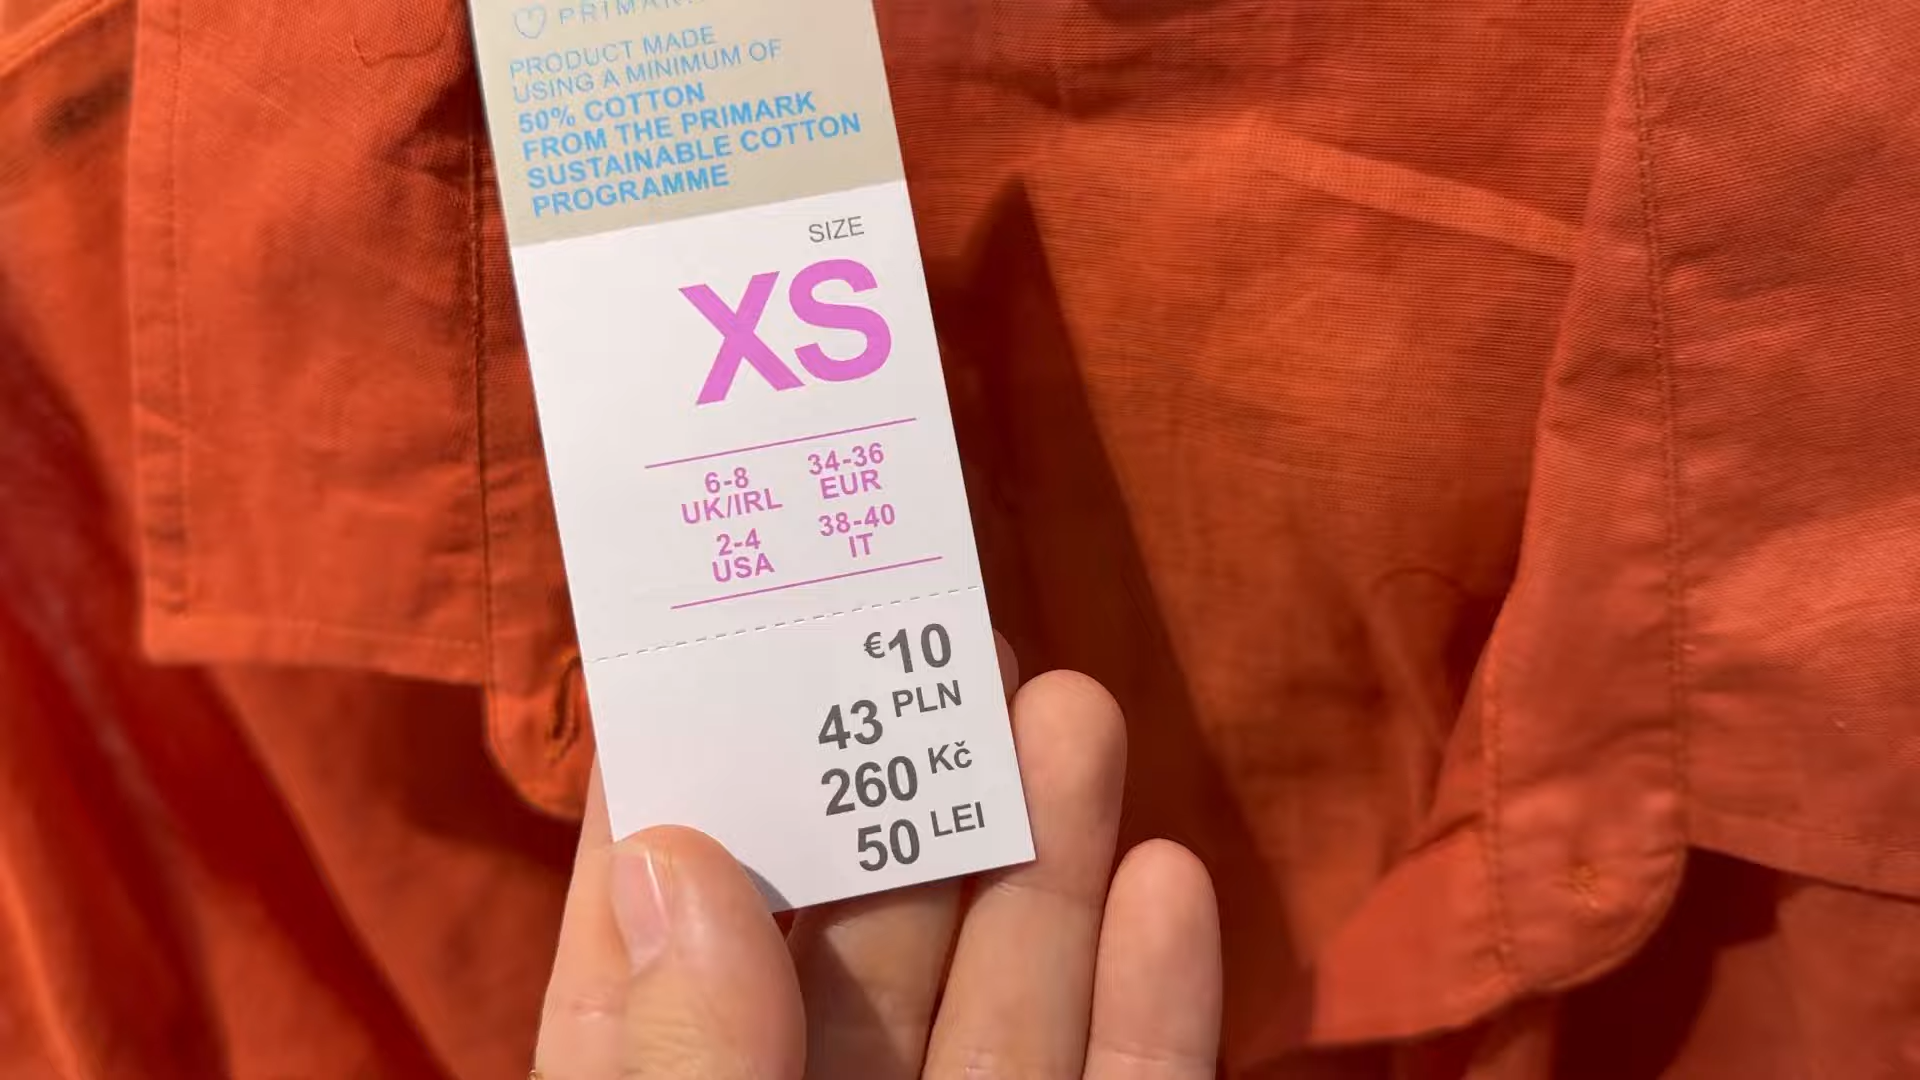 PRIMARK
PRODUCT MADE
USING A MINIMUM OF
50% COTTON
FROM THE PRIMARK
SUSTAINABLE COTTON
PROGRAMME
SIZE
XS
6-8
UK/IRL
34-36
EUR
2-4
USA
38-40
IT
€10
43 PLN
260 Kč
50 LEI